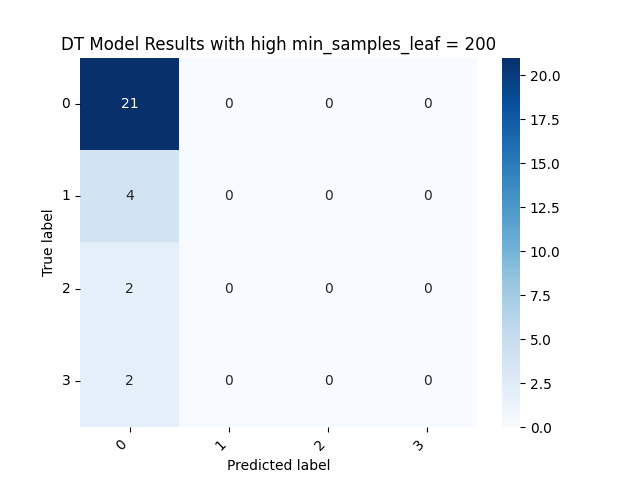 DT Model Results with high min_samples_leaf = 200
True label
0 21 0 0 0
1 4 0 0 0
2 2 0 0 0
3 2 0 0 0
0 1 2 3
Predicted label
20.0
17.5
15.0
12.5
10.0
7.5
5.0
2.5
0.0